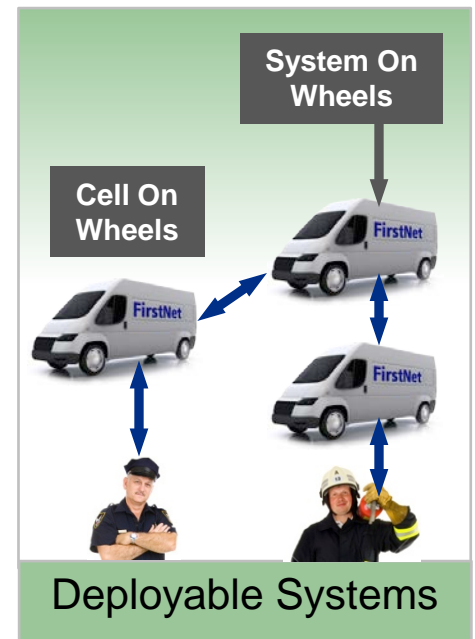 System On
Wheels
Cell On
Wheels
FirstNet
FirstNet
FirstNet
Deployable Systems